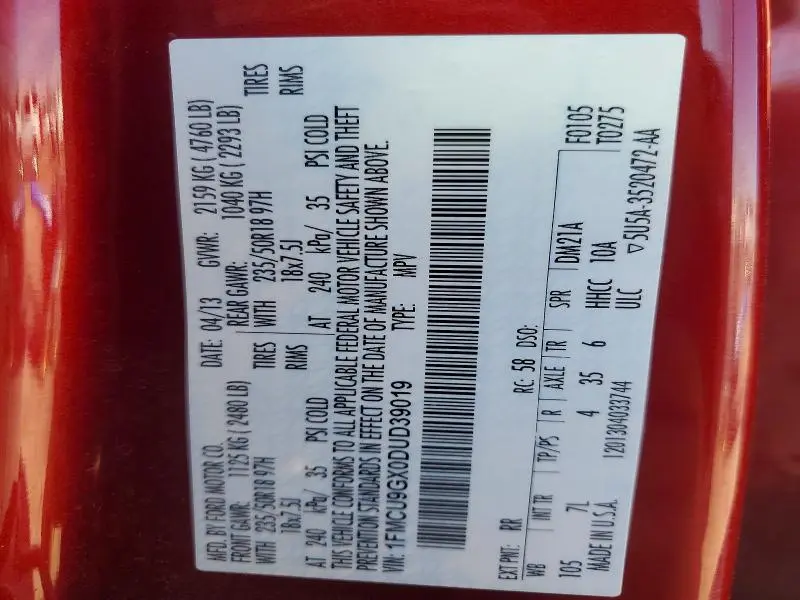 MFD. BY FORD MOTOR CO.
DATE: 04/13 GVWR: 2159 KG ( 4760 LB)
FRONT GAWR: 1125 KG ( 2480 LB) REAR GAWR: 1040 KG ( 2293 LB)
WITH 235/50R18 97H TIRES WITH 235/50R18 97H TIRES
18x7.5J RIMS 18x7.5J RIMS
AT 240 kPa/ 35 PSI COLD AT 240 kPa/ 35 PSI COLD
THIS VEHICLE CONFORMS TO ALL APPLICABLE FEDERAL MOTOR VEHICLE SAFETY AND THEFT
PREVENTION STANDARDS IN EFFECT ON THE DATE OF MANUFACTURE SHOWN ABOVE.
VIN: 1FMCU9GX0DUD39019 TYPE: MPV
EXT PNT: RR RC: 58 DSO: F0105
WB INT TR TP/PS R AXLE TR SPR DM21A T0275
105 7L 4 35 6 HHCC 10A
MADE IN U.S.A. 1201304033744 ULC ▽5U5A-3520472-AA